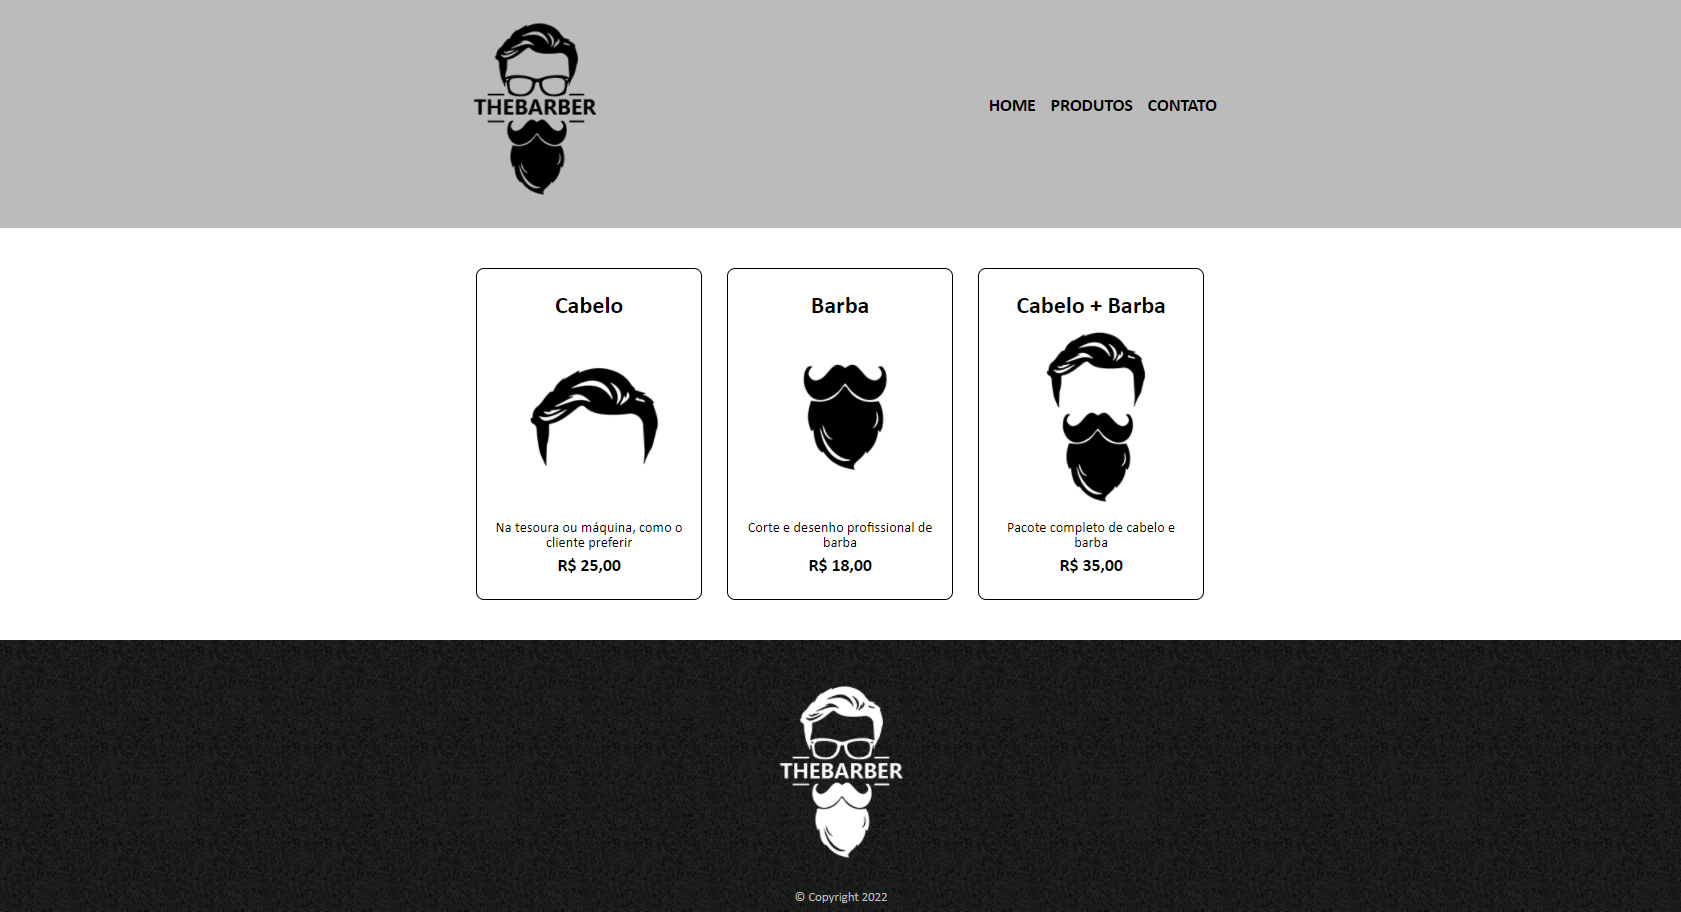 THEBARBER
HOME PRODUTOS CONTATO
Cabelo
Na tesoura ou máquina, como o
cliente preferir
R$ 25,00
Barba
Corte e desenho profissional de
barba
R$ 18,00
Cabelo + Barba
Pacote completo de cabelo e
barba
R$ 35,00
THEBARBER
© Copyright 2022